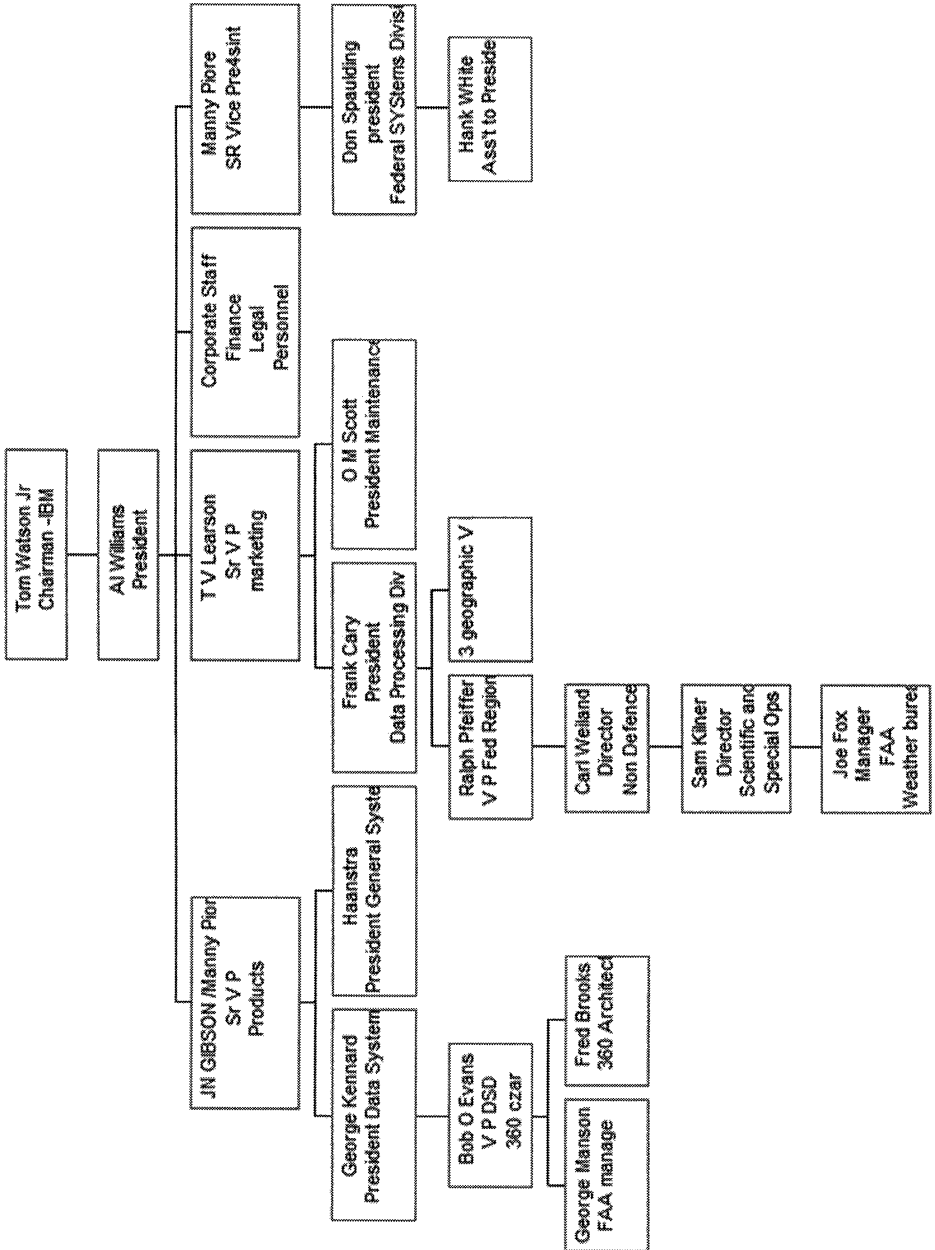 Tom Watson Jr
Chairman -IBM
Al Williams
President
JN GIBSON /Manny Pior
Sr V P
Products
T V Learson
Sr V P
marketing
Corporate Staff
Finance
Legal
Personnel
Manny Piore
SR Vice Pre4sint
George Kennard
President Data System
Haanstra
President General Syste
Frank Cary
President
Data Processing Div
O M Scott
President Maintenance
Don Spaulding
president
Federal SYStems Divisi
Bob O Evans
V P DSD
360 czar
Ralph Pfeiffer
V P Fed Region
3 geographic V
Hank WHite
Ass't to Preside
George Manson
FAA manage
Fred Brooks
360 Architect
Carl Weiland
Director
Non Defence
Sam Kilner
Director
Scientific and
Special Ops
Joe Fox
Manager
FAA
Weather burea